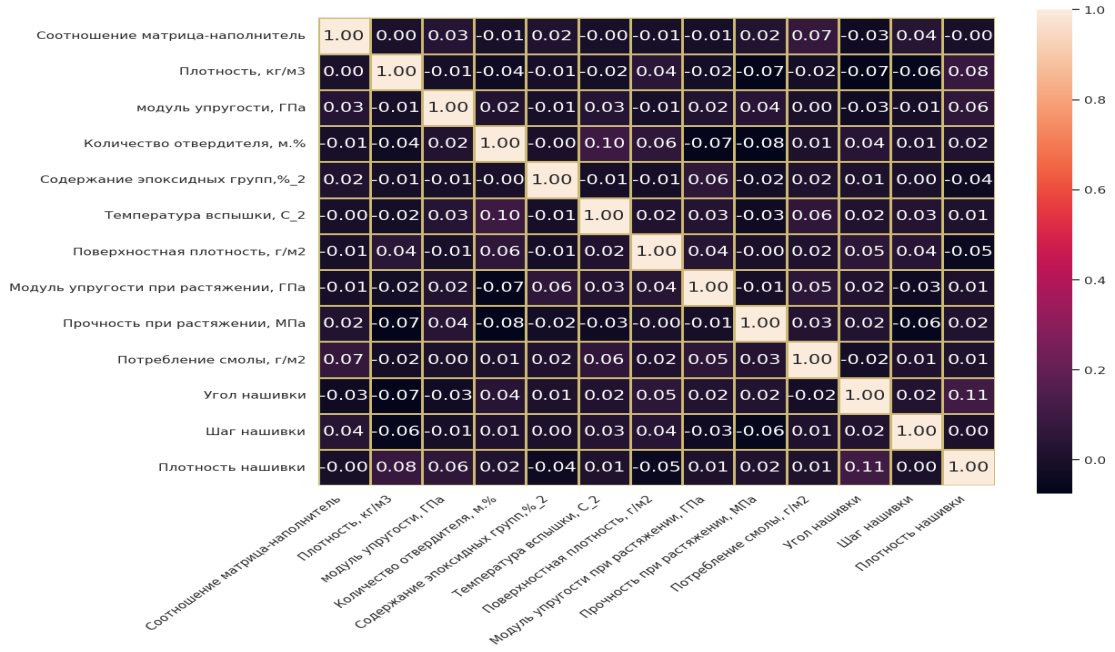 Соотношение матрица-наполнитель 1.00 0.00 0.03 -0.01 0.02 -0.00 -0.01 -0.01 0.02 0.07 -0.03 0.04 -0.00
Плотность, кг/м3 0.00 1.00 -0.01 -0.04 -0.01 -0.02 0.04 -0.02 -0.07 -0.02 -0.07 -0.06 0.08
модуль упругости, ГПа 0.03 -0.01 1.00 0.02 -0.01 0.03 -0.01 0.02 0.04 0.00 -0.03 -0.01 0.06
Количество отвердителя, м.% -0.01 -0.04 0.02 1.00 -0.00 0.10 0.06 -0.07 -0.08 0.01 0.04 0.01 0.02
Содержание эпоксидных групп,%_2 0.02 -0.01 -0.01 -0.00 1.00 -0.01 -0.01 0.06 -0.02 0.02 0.01 0.00 -0.04
Температура вспышки, С_2 -0.00 -0.02 0.03 0.10 -0.01 1.00 0.02 0.03 -0.03 0.06 0.02 0.03 0.01
Поверхностная плотность, г/м2 -0.01 0.04 -0.01 0.06 -0.01 0.02 1.00 0.04 -0.00 0.02 0.05 0.04 -0.05
Модуль упругости при растяжении, ГПа -0.01 -0.02 0.02 -0.07 0.06 0.03 0.04 1.00 -0.01 0.05 0.02 -0.03 0.01
Прочность при растяжении, МПа 0.02 -0.07 0.04 -0.08 -0.02 -0.03 -0.00 -0.01 1.00 0.03 0.02 -0.06 0.02
Потребление смолы, г/м2 0.07 -0.02 0.00 0.01 0.02 0.06 0.02 0.05 0.03 1.00 -0.02 0.01 0.01
Угол нашивки -0.03 -0.07 -0.03 0.04 0.01 0.02 0.05 0.02 0.02 -0.02 1.00 0.02 0.11
Шаг нашивки 0.04 -0.06 -0.01 0.01 0.00 0.03 0.04 -0.03 -0.06 0.01 0.02 1.00 0.00
Плотность нашивки -0.00 0.08 0.06 0.02 -0.04 0.01 -0.05 0.01 0.02 0.01 0.11 0.00 1.00
Соотношение матрица-наполнитель
Плотность, кг/м3
модуль упругости, ГПа
Количество отвердителя, м.%
Содержание эпоксидных групп,%_2
Температура вспышки, С_2
Поверхностная плотность, г/м2
Модуль упругости при растяжении, ГПа
Прочность при растяжении, МПа
Потребление смолы, г/м2
Угол нашивки
Шаг нашивки
Плотность нашивки
1.0
0.8
0.6
0.4
0.2
0.0